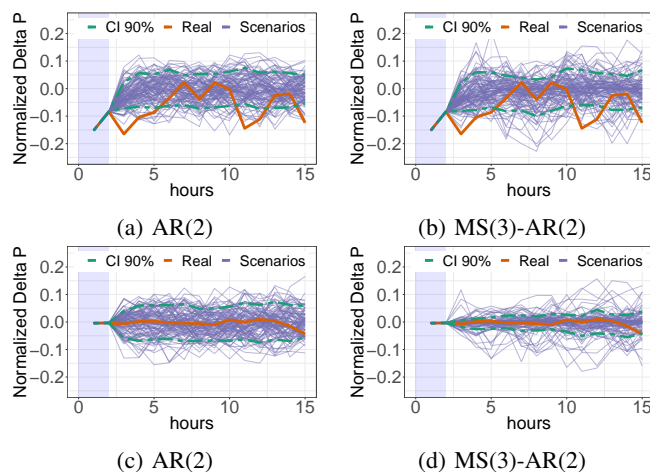 CI 90% Real Scenarios
Normalized Delta P
0.2
0.1
0.0
−0.1
−0.2
0 5 10 15
hours
(a) AR(2)
CI 90% Real Scenarios
Normalized Delta P
0.2
0.1
0.0
−0.1
−0.2
0 5 10 15
hours
(b) MS(3)-AR(2)
CI 90% Real Scenarios
Normalized Delta P
0.2
0.1
0.0
−0.1
−0.2
0 5 10 15
hours
(c) AR(2)
CI 90% Real Scenarios
Normalized Delta P
0.2
0.1
0.0
−0.1
−0.2
0 5 10 15
hours
(d) MS(3)-AR(2)